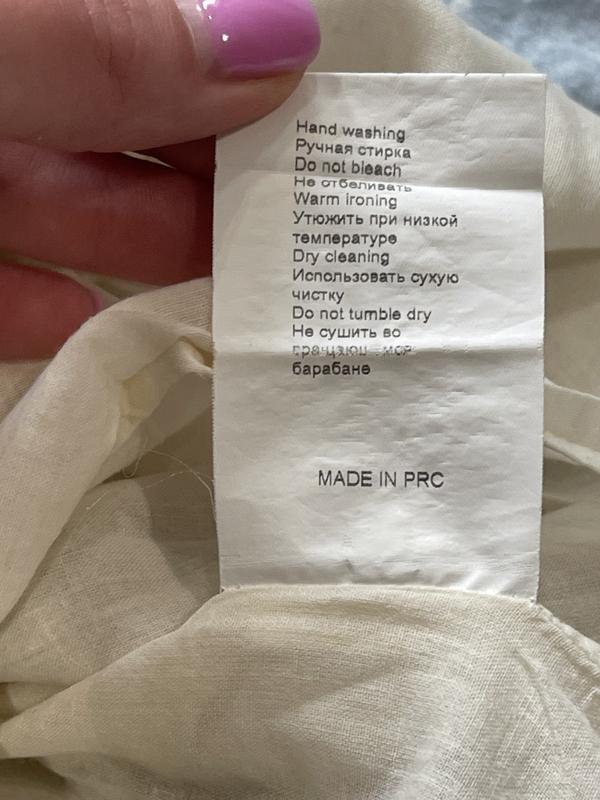 Hand washing
Ручная стирка
Do not bleach
Не отбеливать
Warm ironing
Утюжить при низкой
температуре
Dry cleaning
Использовать сухую
чистку
Do not tumble dry
Не сушить во
барабане
MADE IN PRC